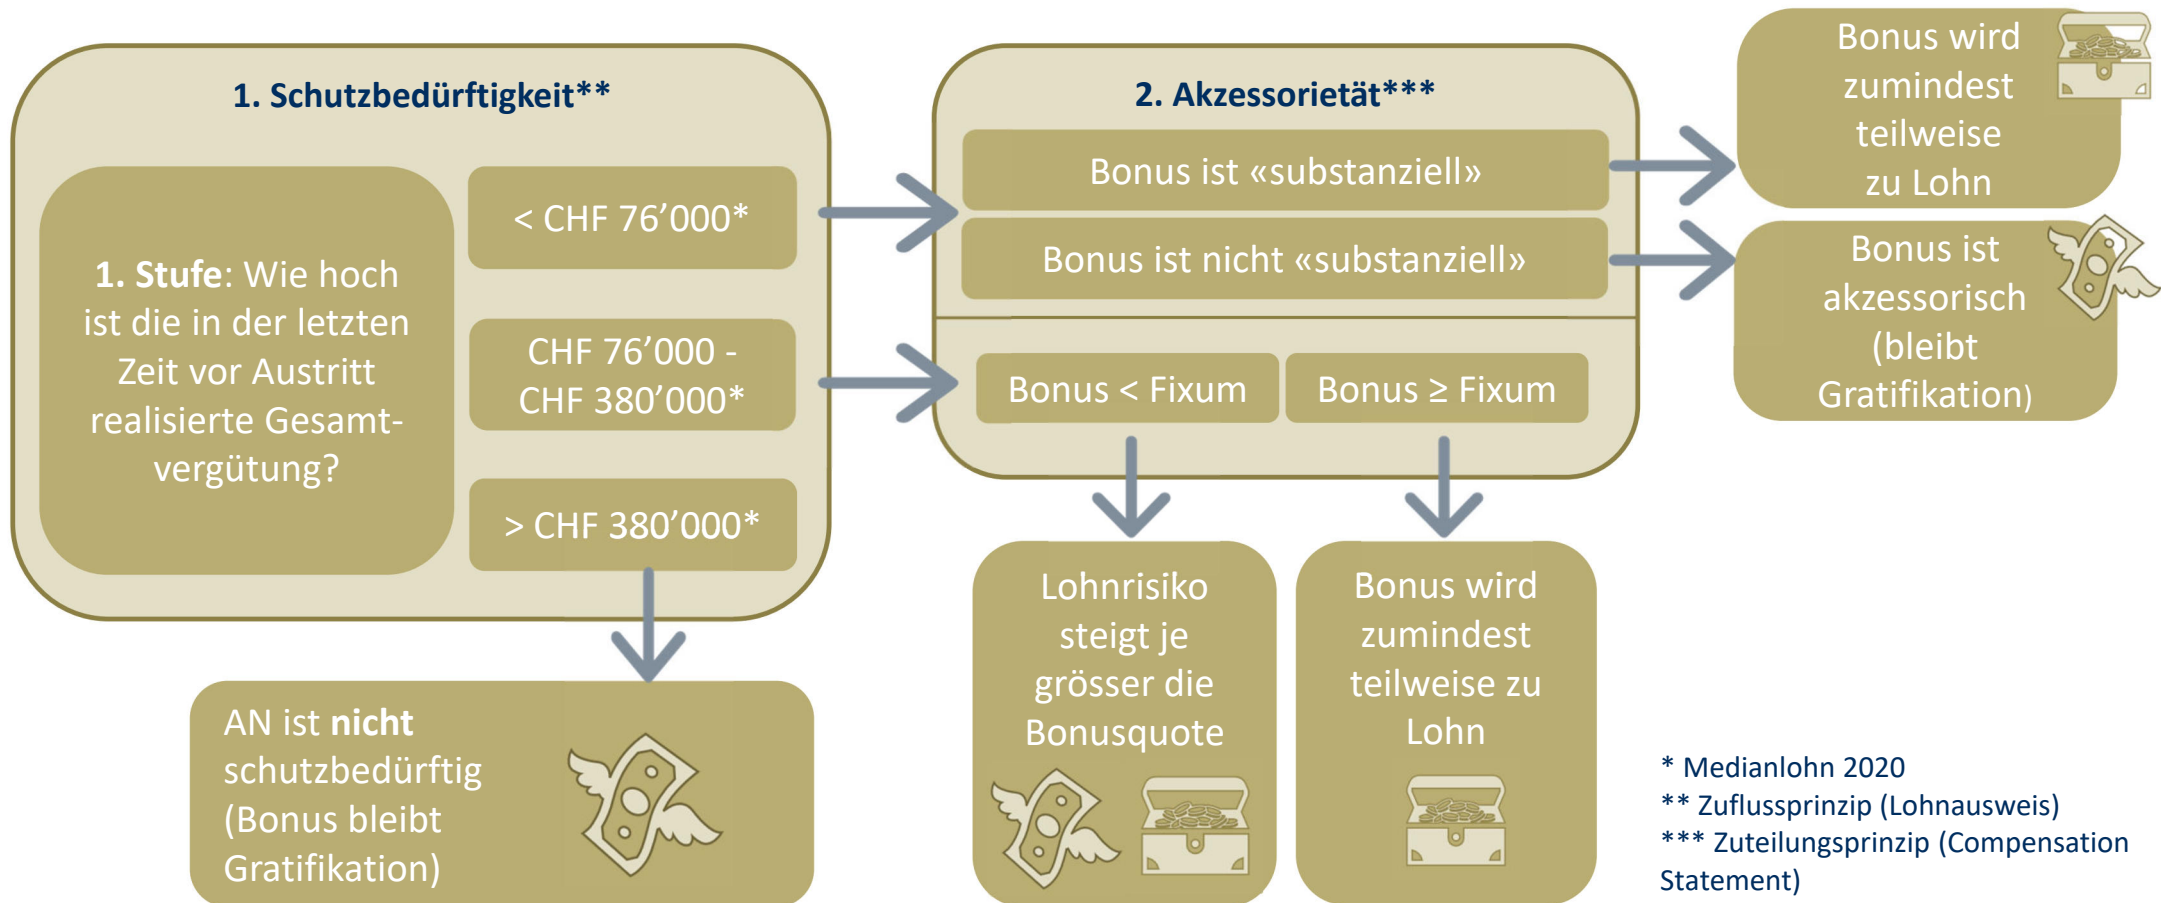 1. Schutzbedürftigkeit**
1. Stufe: Wie hoch
ist die in der letzten
Zeit vor Austritt
realisierte Gesamt-
vergütung?
< CHF 76’000*
CHF 76’000 -
CHF 380’000*
> CHF 380’000*
AN ist nicht
schutzbedürftig
(Bonus bleibt
Gratifikation)
2. Akzessorietät***
Bonus ist «substanziell»
Bonus ist nicht «substanziell»
Bonus < Fixum
Bonus ≥ Fixum
Bonus wird
zumindest
teilweise
zu Lohn
Bonus ist
akzessorisch
(bleibt
Gratifikation)
Lohnrisiko
steigt je
grösser die
Bonusquote
Bonus wird
zumindest
teilweise zu
Lohn
* Medianlohn 2020
** Zuflussprinzip (Lohnausweis)
*** Zuteilungsprinzip (Compensation
Statement)